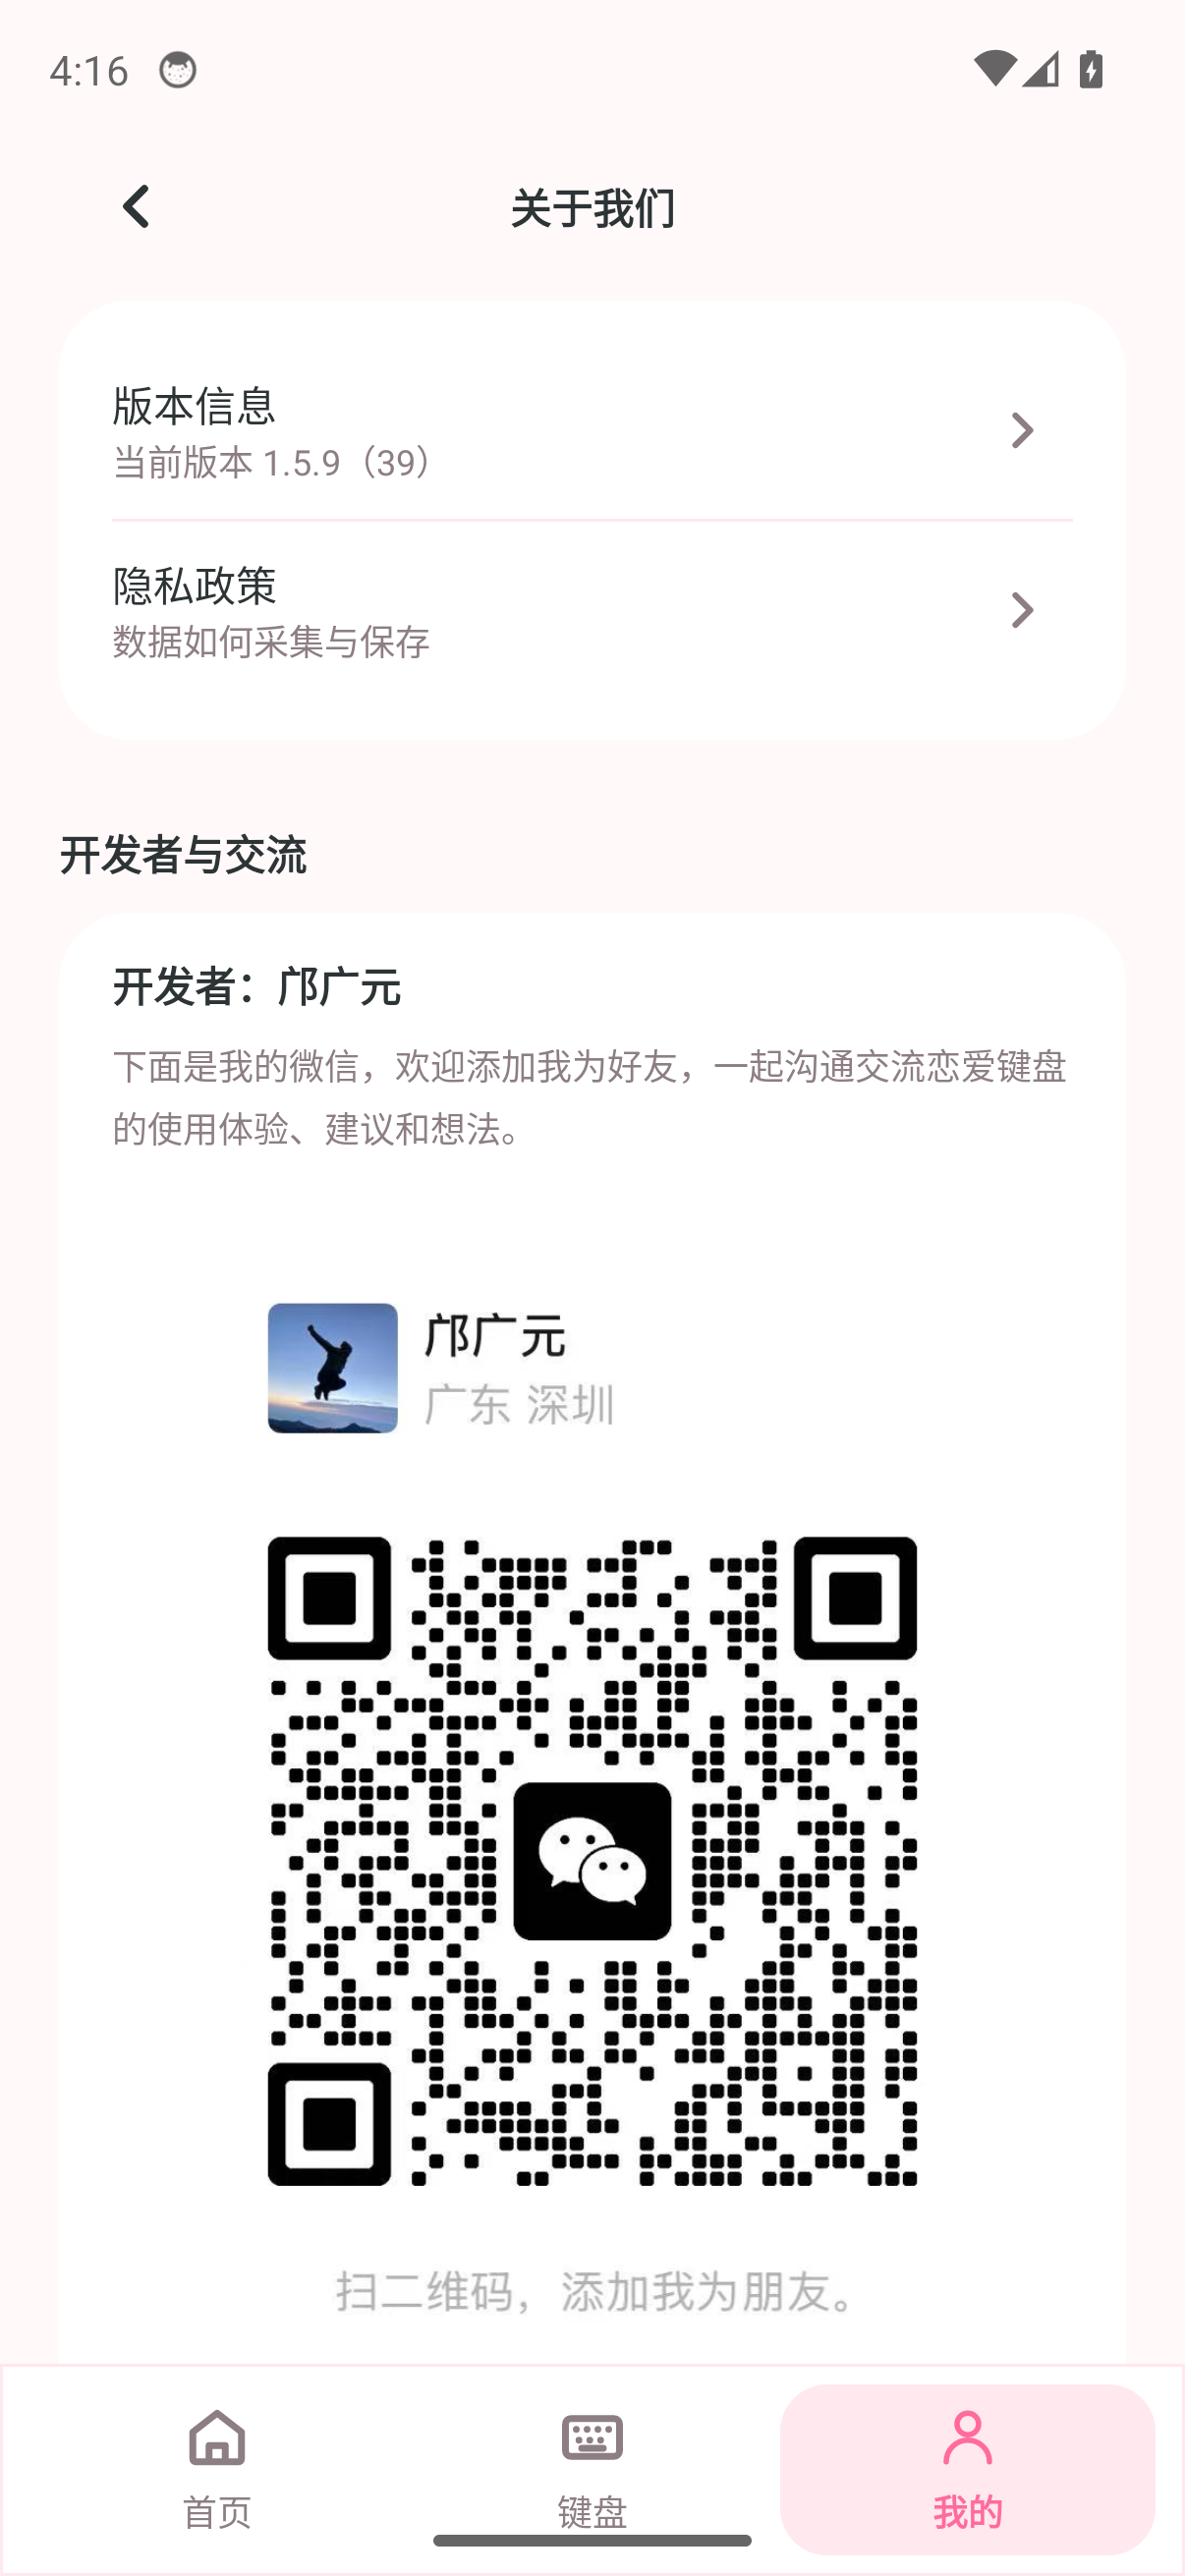 4:16
关于我们
版本信息
当前版本 1.5.9（39）
隐私政策
数据如何采集与保存
开发者与交流
开发者：邝广元
下面是我的微信，欢迎添加我为好友，一起沟通交流恋爱键盘
的使用体验、建议和想法。
邝广元
广东 深圳
扫二维码，添加我为朋友。
首页
键盘
我的